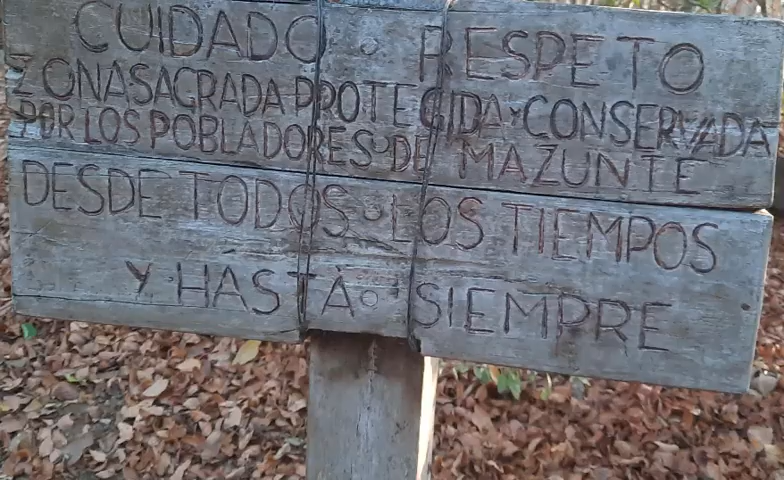 CUIDADO RESPETO
ZONA SAGRADA PROTEGIDA Y CONSERVADA
POR LOS POBLADORES DE MAZUNTE
DESDE TODOS LOS TIEMPOS
Y HASTA SIEMPRE